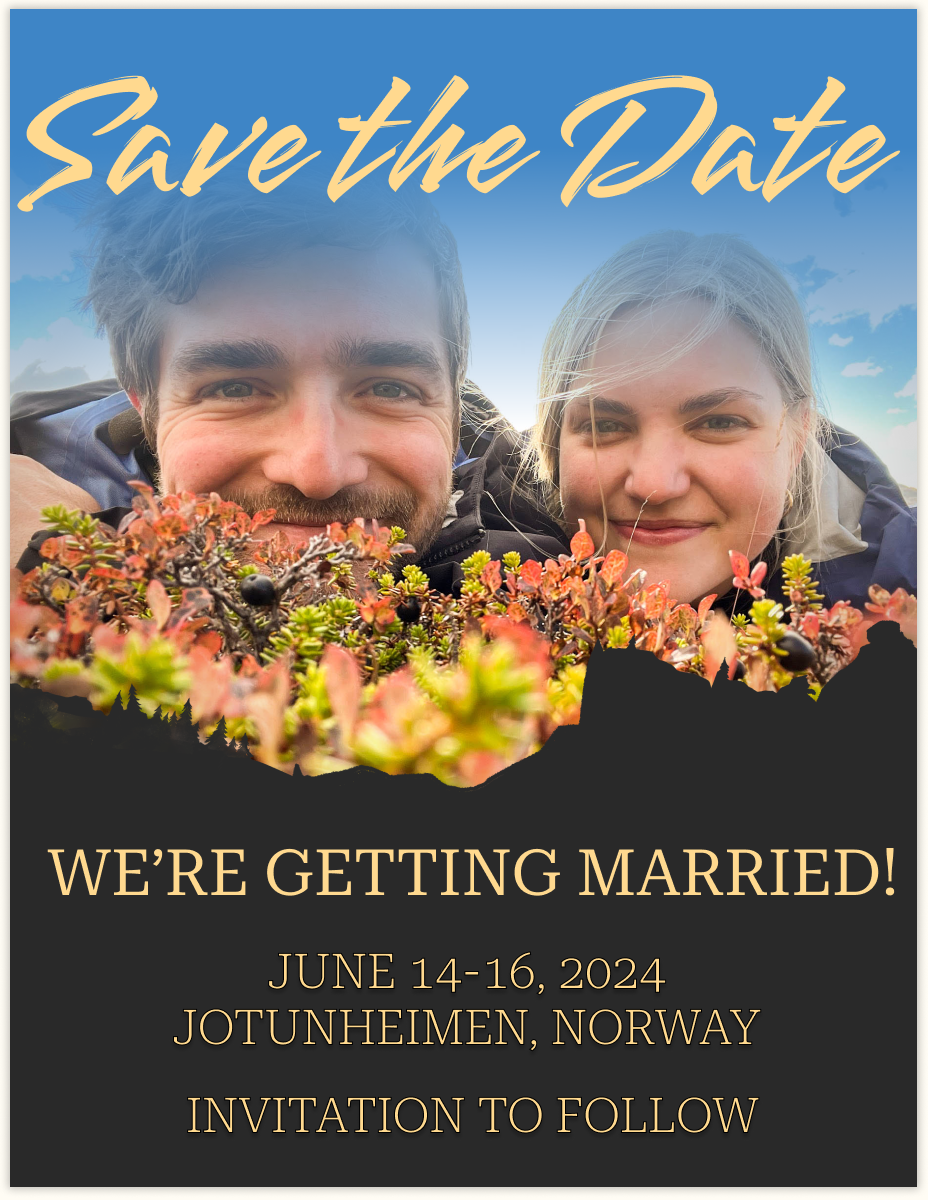 Save the Date
WE’RE GETTING MARRIED!
JUNE 14-16, 2024
JOTUNHEIMEN, NORWAY
INVITATION TO FOLLOW